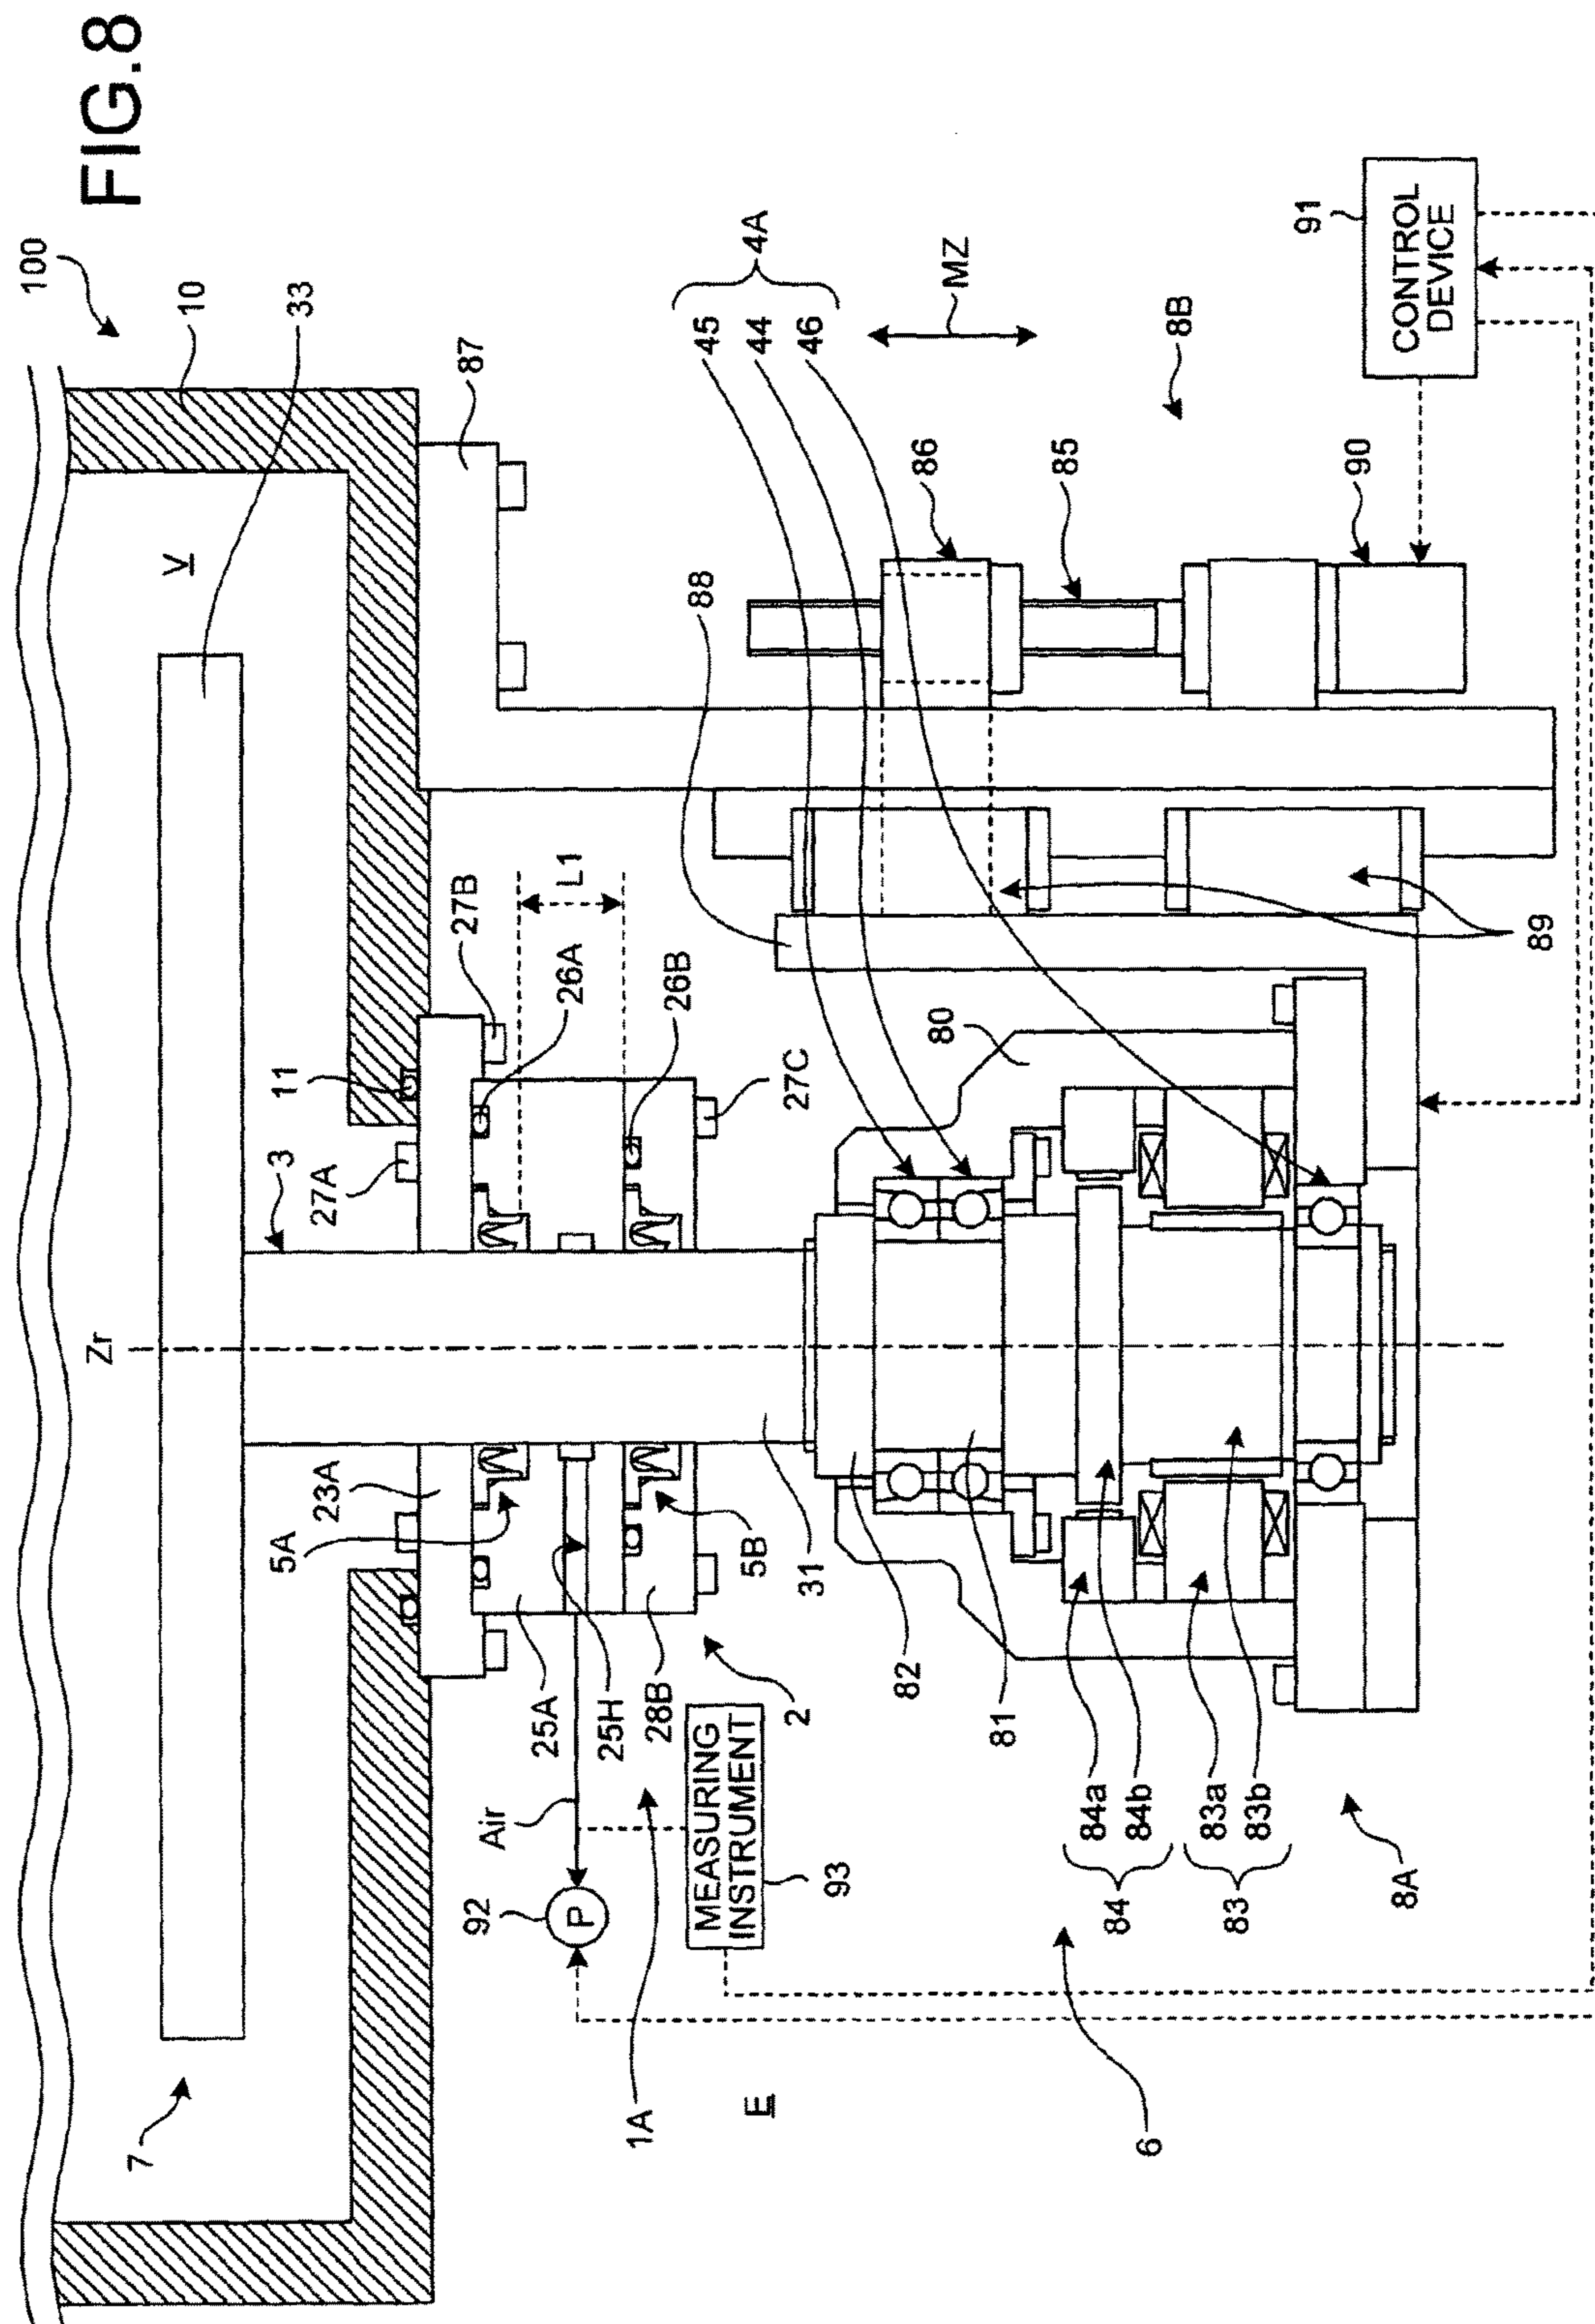 FIG.8
100
10
33
V
87
Zr
7
11
27A
3
23A
5A
27B
26A
L1
26B
27C
25A
25H
28B
5B
31
2
Air
92
P
MEASURING
INSTRUMENT
93
1A
E
6
45
44
46
4A
MZ
8B
86
85
88
90
91
CONTROL
DEVICE
89
80
82
81
84a
84b
84
83a
83b
83
8A